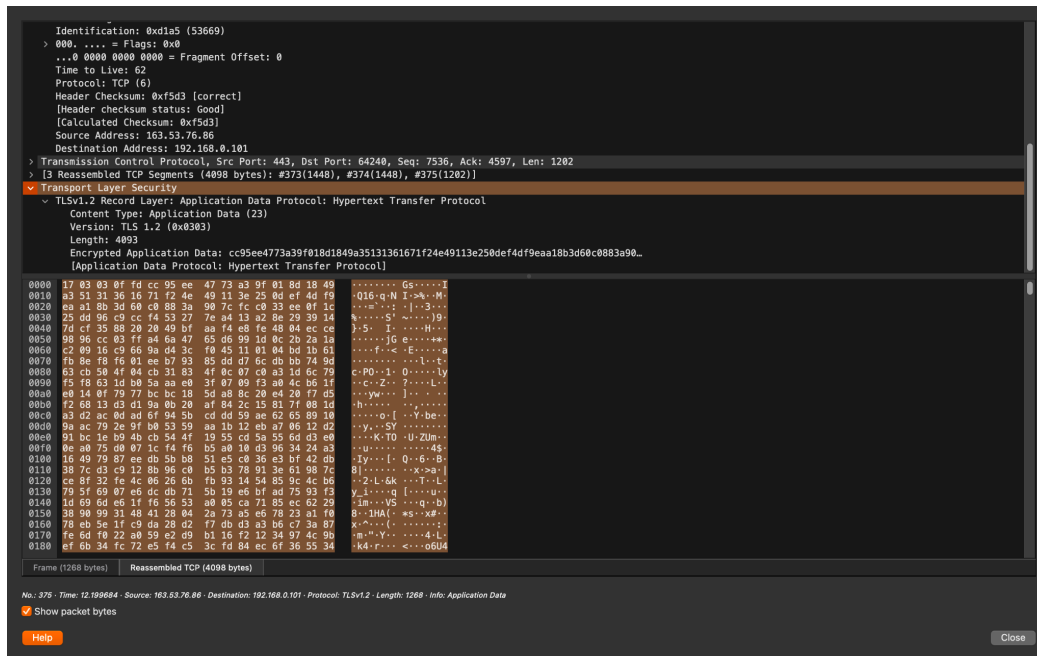 Identification: 0xd1a5 (53669)
> 000. .... = Flags: 0x0
...0 0000 0000 0000 = Fragment Offset: 0
Time to Live: 62
Protocol: TCP (6)
Header Checksum: 0xf5d3 [correct]
[Header checksum status: Good]
[Calculated Checksum: 0xf5d3]
Source Address: 163.53.76.86
Destination Address: 192.168.0.101
> Transmission Control Protocol, Src Port: 443, Dst Port: 64240, Seq: 7536, Ack: 4597, Len: 1202
> [3 Reassembled TCP Segments (4098 bytes): #373(1448), #374(1448), #375(1202)]
Transport Layer Security
TLSv1.2 Record Layer: Application Data Protocol: Hypertext Transfer Protocol
Content Type: Application Data (23)
Version: TLS 1.2 (0x0303)
Length: 4093
Encrypted Application Data: cc95ee4773a39f018d1849a35131361671f24e49113e250def4df9eaa18b3d60c0883a90…
[Application Data Protocol: Hypertext Transfer Protocol]
0000 17 03 03 0f fd cc 95 ee 47 73 a3 9f 01 8d 18 49 ········ Gs·····I
0010 a3 51 31 36 16 71 f2 4e 49 11 3e 25 0d ef 4d f9 ·Q16·q·N I·>%··M·
0020 ea a1 8b 3d 60 c0 88 3a 90 7c fc c0 33 ee 0f 1c ···=`··: ·|··3···
0030 25 dd 96 c9 cc f4 53 27 7e a4 13 a2 8e 29 39 14 %·····S' ~····)9·
0040 7d cf 35 88 20 20 49 bf aa f4 e8 fe 48 04 ec ce }·5·  I· ····H···
0050 98 96 cc 03 ff a4 6a 47 65 d6 99 1d 0c 2b 2a 1a ······jG e····+*·
0060 c2 09 16 c9 66 9a d4 3c f0 45 11 01 04 bd 1b 61 ····f··< ·E·····a
0070 fb 8e f8 f6 01 ee b7 93 85 dd d7 6c db bb 74 9d ········ ···l··t·
0080 63 cb 50 4f 04 cb 31 83 4f 0c 07 c0 a3 1d 6c 79 c·PO··1· O·····ly
0090 f5 f8 63 1d b0 5a aa e0 3f 07 09 f3 a0 4c b6 1f ··c··Z·· ?····L··
00a0 e0 14 0f 79 77 bc bc 18 5d a8 8c 20 e4 20 f7 d5 ···yw··· ]·· · ··
00b0 f2 68 13 d3 d1 9a 0b 20 af 84 2c 15 81 7f 08 1d ·h·····  ··,·····
00c0 a3 d2 ac 0d ad 6f 94 5b cd dd 59 ae 62 65 89 10 ·····o·[ ··Y·be··
00d0 9a ac 79 2e 9f b0 53 59 aa 1b 12 eb a7 06 12 d2 ··y.··SY ········
00e0 91 bc 1e b9 4b cb 54 4f 19 55 cd 5a 55 6d d3 e0 ····K·TO ·U·ZUm··
00f0 0e a0 75 d0 07 1c f4 f6 b5 a0 10 d3 96 34 24 a3 ··u····· ·····4$·
0100 16 49 79 87 ee db 5b b8 51 e5 c0 36 e3 bf 42 db ·Iy···[· Q··6··B·
0110 38 7c d3 c9 12 8b 96 c0 b5 b3 78 91 3e 61 98 7c 8|······ ··x·>a·|
0120 ce 8f 32 fe 4c 06 26 6b fb 93 14 54 85 9c 4c b6 ··2·L·&k ···T··L·
0130 79 5f 69 07 e6 dc db 71 5b 19 e6 bf ad 75 93 f3 y_i····q [····u··
0140 1d 69 6d e6 1f f6 56 53 a0 05 ca 71 85 ec 62 29 ·im···VS ···q··b)
0150 38 90 99 31 48 41 28 04 2a 73 a5 e6 78 23 a1 f0 8··1HA(· *s··x#··
0160 78 eb 5e 1f c9 da 28 d2 f7 db d3 a3 b6 c7 3a 87 x·^···(· ······:·
0170 fe 6d f0 22 a0 59 e2 d9 b1 16 f2 12 34 97 4c 9b ·m·"·Y·· ····4·L·
0180 ef 6b 34 fc 72 e5 f4 c5 3c fd 84 ec 6f 36 55 34 ·k4·r··· <···o6U4
Frame (1268 bytes) Reassembled TCP (4098 bytes)
No.: 375 · Time: 12.199684 · Source: 163.53.76.86 · Destination: 192.168.0.101 · Protocol: TLSv1.2 · Length: 1268 · Info: Application Data
Show packet bytes
Help Close